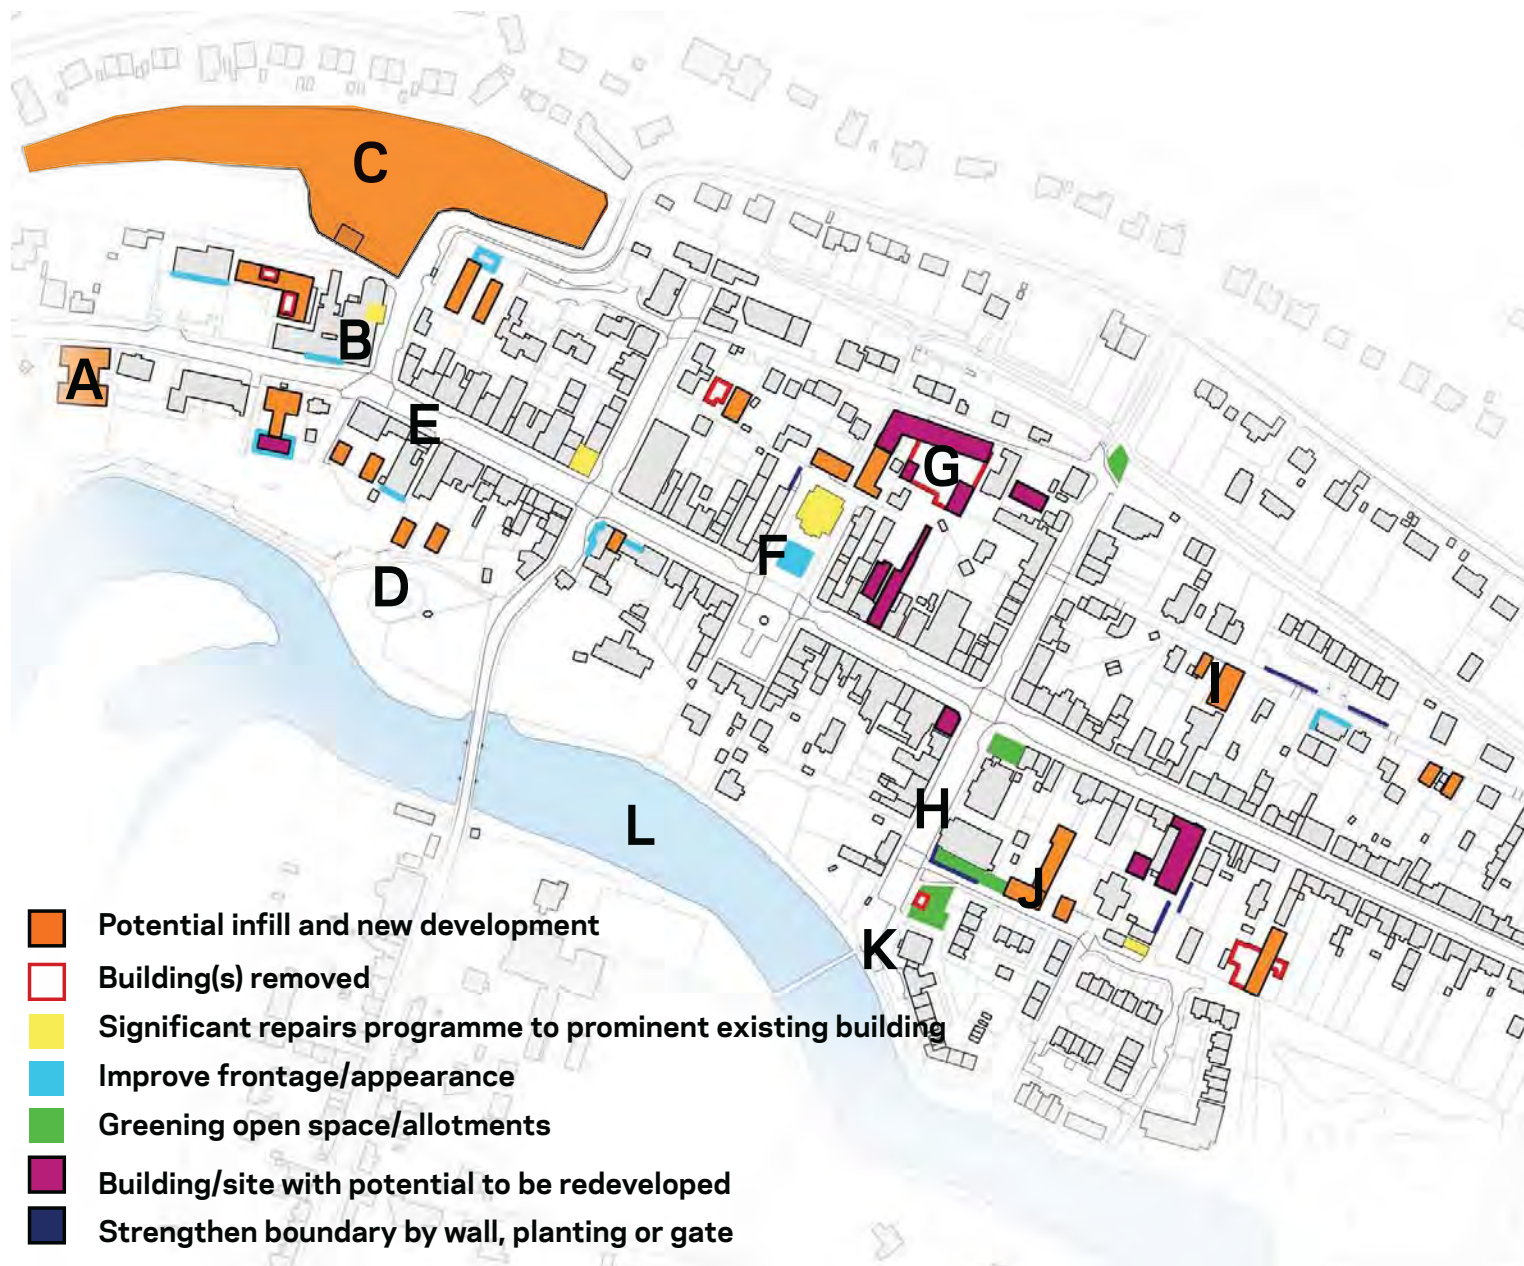 C
B
A
E
G
F
D
I
H
L
J
K
Potential infill and new development
Building(s) removed
Significant repairs programme to prominent existing building
Improve frontage/appearance
Greening open space/allotments
Building/site with potential to be redeveloped
Strengthen boundary by wall, planting or gate